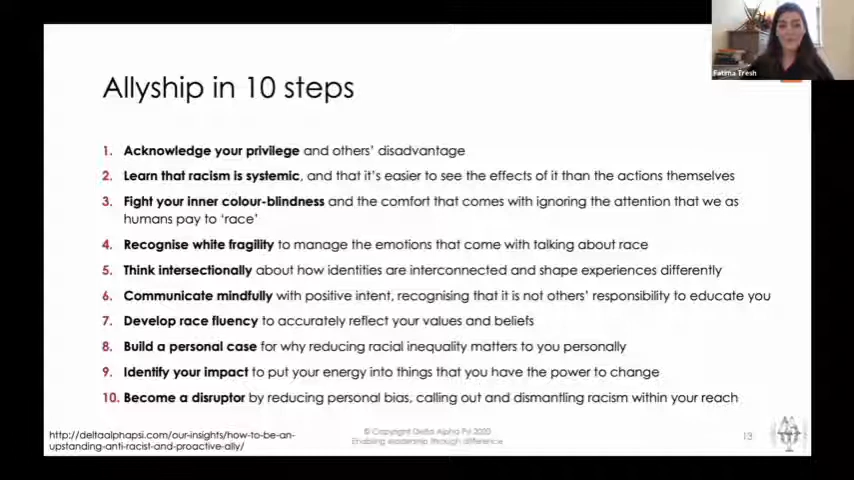 Fatma Tresh
Allyship in 10 steps
1. Acknowledge your privilege and others' disadvantage
2. Learn that racism is systemic, and that it's easier to see the effects of it than the actions themselves
3. Fight your inner colour-blindness and the comfort that comes with ignoring the attention that we as
humans pay to 'race'
4. Recognise white fragility to manage the emotions that come with talking about race
5. Think intersectionally about how identities are interconnected and shape experiences differently
6. Communicate mindfully with positive intent, recognising that it is not others' responsibility to educate you
7. Develop race fluency to accurately reflect your values and beliefs
8. Build a personal case for why reducing racial inequality matters to you personally
9. Identify your impact to put your energy into things that you have the power to change
10. Become a disruptor by reducing personal bias, calling out and dismantling racism within your reach
http://deltaalphapsi.com/our-insights/how-to-be-an-
upstanding-anti-racist-and-proactive-ally/
© Copyright Delta Alpha Psi 2020
Enabling leadership through difference
13